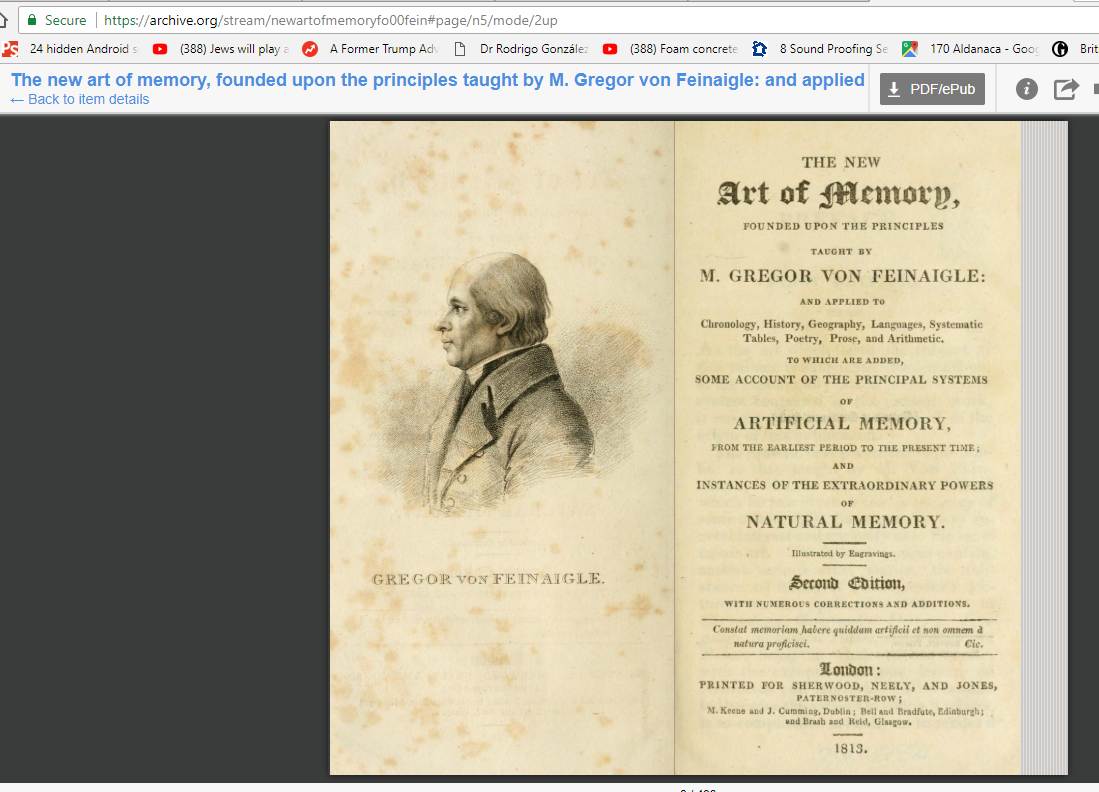 Secure https://archive.org/stream/newartofmemoryfo00fein#page/n5/mode/2up
24 hidden Android (388) Jews will play A Former Trump Adv Dr Rodrigo González (388) Foam concrete 8 Sound Proofing Se 170 Aldanaca - Goo Brit
The new art of memory, founded upon the principles taught by M. Gregor von Feinaigle: and applied
← Back to item details
PDF/ePub
GREGOR VON FEINAIGLE.
THE NEW
Art of Memory,
FOUNDED UPON THE PRINCIPLES
TAUGHT BY
M. GREGOR VON FEINAIGLE:
AND APPLIED TO
Chronology, History, Geography, Languages, Systematic
Tables, Poetry, Prose, and Arithmetic.
TO WHICH ARE ADDED,
SOME ACCOUNT OF THE PRINCIPAL SYSTEMS
OF
ARTIFICIAL MEMORY,
FROM THE EARLIEST PERIOD TO THE PRESENT TIME;
AND
INSTANCES OF THE EXTRAORDINARY POWERS
OF
NATURAL MEMORY.
Illustrated by Engravings.
Second Edition,
WITH NUMEROUS CORRECTIONS AND ADDITIONS.
Constat memoriam habere quiddam artificii et non omnem à
natura proficisci. Cic.
London:
PRINTED FOR SHERWOOD, NEELY, AND JONES,
PATERNOSTER-ROW;
M. Keene and J. Cumming, Dublin; Bell and Bradfute, Edinburgh;
and Brash and Reid, Glasgow.
1813.